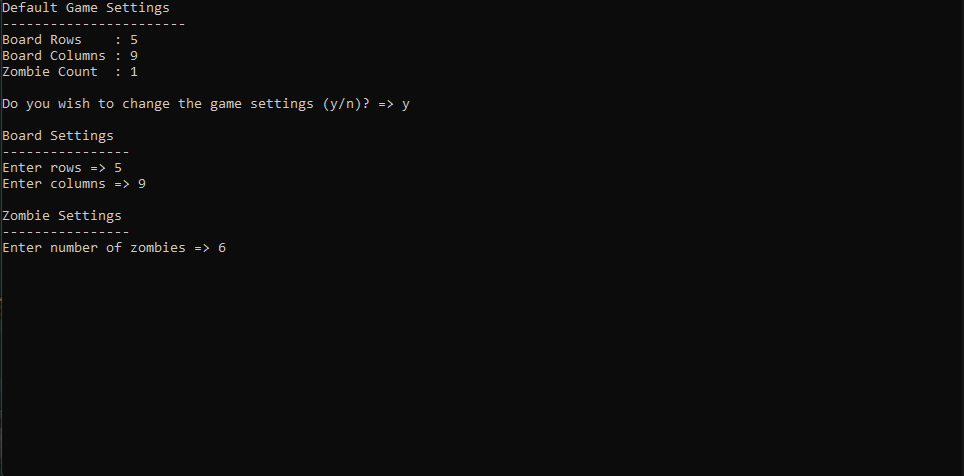 Default Game Settings
-----------------------
Board Rows    : 5
Board Columns : 9
Zombie Count  : 1
Do you wish to change the game settings (y/n)? => y
Board Settings
----------------
Enter rows => 5
Enter columns => 9
Zombie Settings
----------------
Enter number of zombies => 6